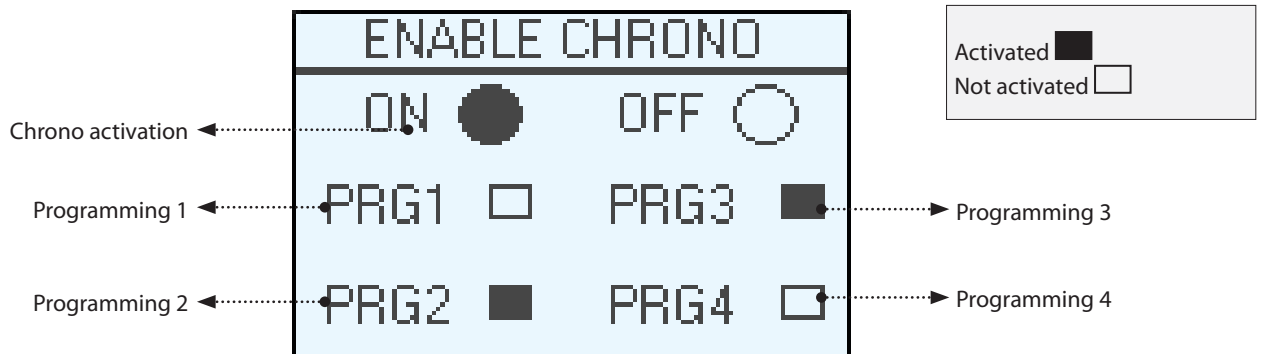 ENABLE CHRONO
Activated
Not activated
ON OFF
Chrono activation
PRG1 PRG3
Programming 1
Programming 3
PRG2 PRG4
Programming 2
Programming 4